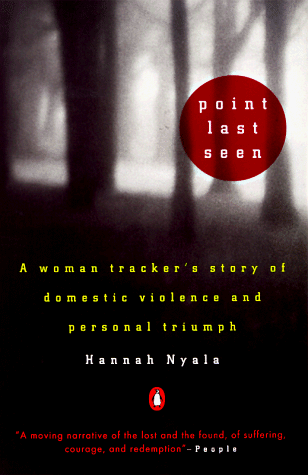 point
last
seen
A woman tracker's story of
domestic violence and
personal triumph
Hannah Nyala
"A moving narrative of the lost and the found, of suffering,
courage, and redemption"–People